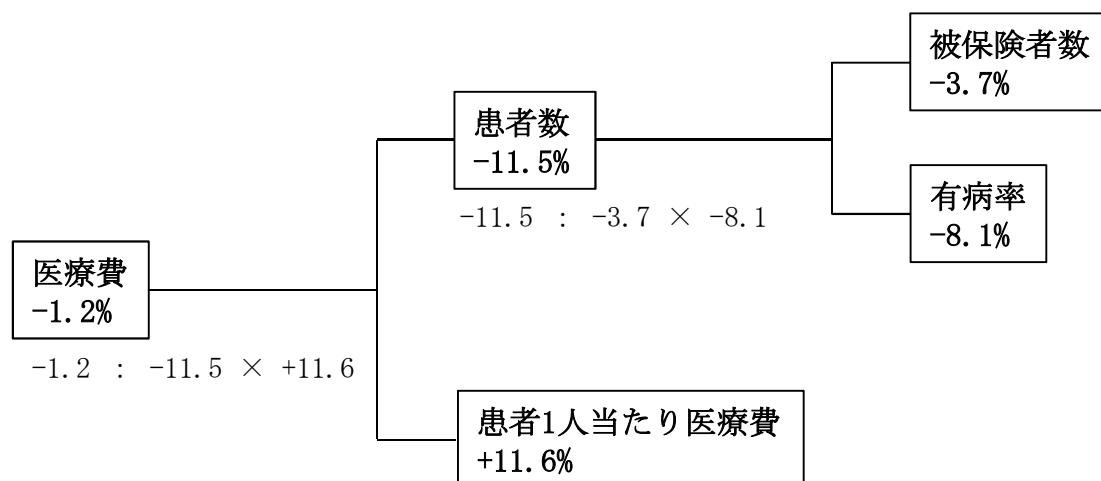 被保険者数
-3.7%
患者数
-11.5%
-11.5 : -3.7 × -8.1
有病率
-8.1%
医療費
-1.2%
-1.2 : -11.5 × +11.6
患者1人当たり医療費
+11.6%